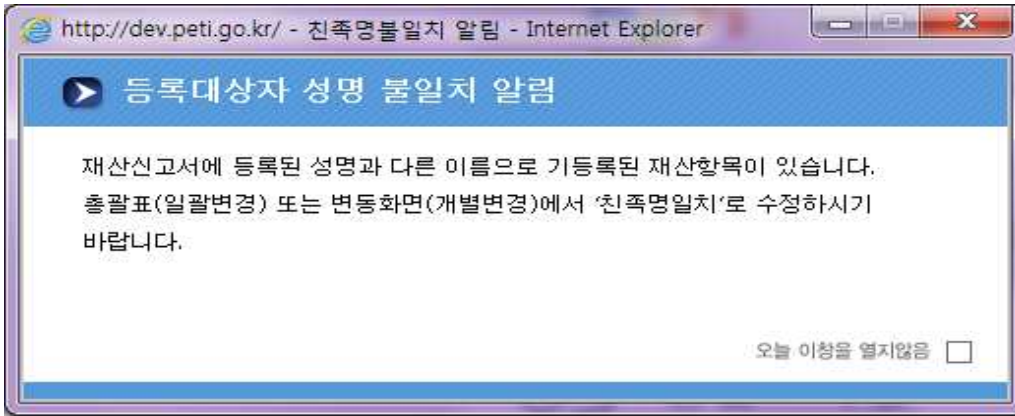 http://dev.peti.go.kr/ - 친족명불일치 알림 - Internet Explorer
등록대상자 성명 불일치 알림
재산신고서에 등록된 성명과 다른 이름으로 기등록된 재산항목이 있습니다.
총괄표(일괄변경) 또는 변동화면(개별변경)에서 '친족명일치'로 수정하시기
바랍니다.
오늘 이창을 열지않음